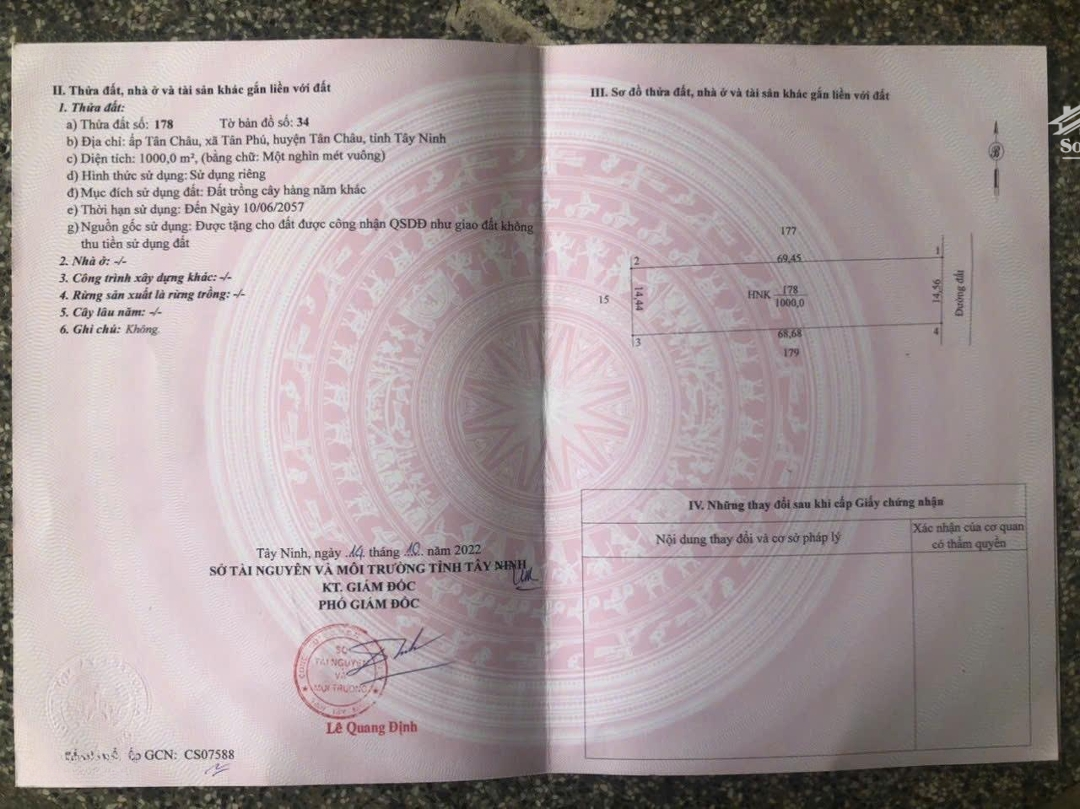 II. Thửa đất, nhà ở và tài sản khác gắn liền với đất
1. Thửa đất:
a) Thửa đất số: 178 Tờ bản đồ số: 34
b) Địa chỉ: ấp Tân Châu, xã Tân Phú, huyện Tân Châu, tỉnh Tây Ninh
c) Diện tích: 1000,0 m², (bằng chữ: Một nghìn mét vuông)
d) Hình thức sử dụng: Sử dụng riêng
đ) Mục đích sử dụng đất: Đất trồng cây hàng năm khác
e) Thời hạn sử dụng: Đến Ngày 10/06/2057
g) Nguồn gốc sử dụng: Được tặng cho đất được công nhận QSDĐ như giao đất không
thu tiền sử dụng đất
2. Nhà ở: -/-
3. Công trình xây dựng khác: -/-
4. Rừng sản xuất là rừng trồng: -/-
5. Cây lâu năm: -/-
6. Ghi chú: Không.
Tây Ninh, ngày 14 tháng 10 năm 2022
SỞ TÀI NGUYÊN VÀ MÔI TRƯỜNG TỈNH TÂY NINH
KT. GIÁM ĐỐC
PHÓ GIÁM ĐỐC
SỞ
TÀI NGUYÊN
VÀ
MÔI TRƯỜNG
Lê Quang Định
GCN: CS07588
III. Sơ đồ thửa đất, nhà ở và tài sản khác gắn liền với đất
B
177
2
69,45
1
15
14,44
HNK 178
1000,0
14,56
Đường đất
3
68,68
4
179
IV. Những thay đổi sau khi cấp Giấy chứng nhận
Nội dung thay đổi và cơ sở pháp lý
Xác nhận của cơ quan
có thẩm quyền